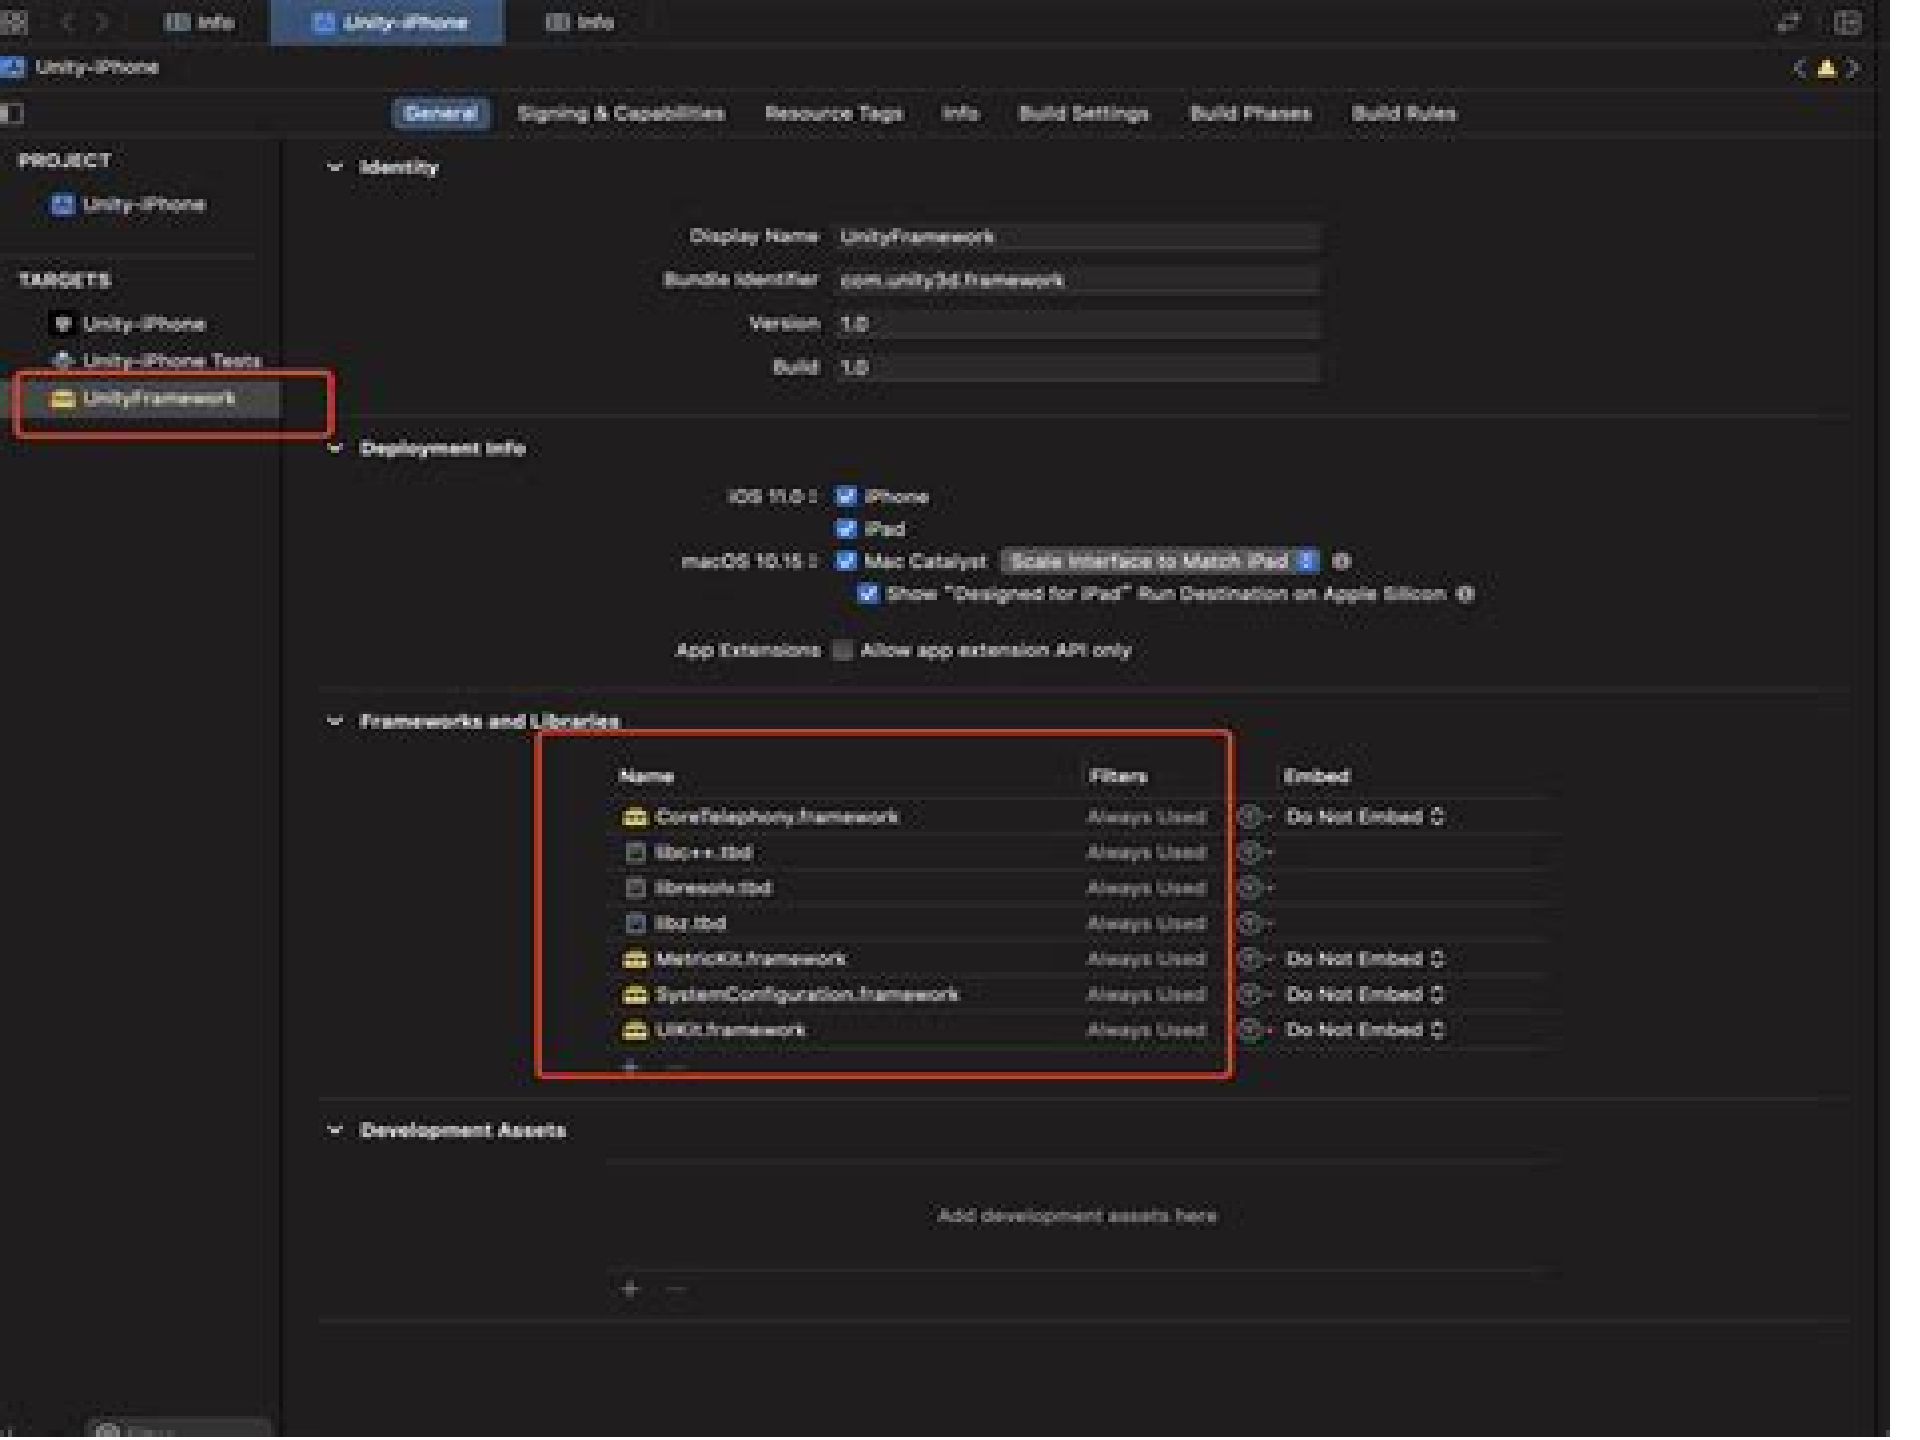 Info Unity-iPhone Info
Unity-iPhone
General Signing & Capabilities Resource Tags Info Build Settings Build Phases Build Rules
PROJECT
Unity-iPhone
TARGETS
Unity-iPhone
Unity-iPhone Tests
UnityFramework
Identity
Display Name UnityFramework
Bundle Identifier com.unity3d.framework
Version 1.0
Build 1.0
Deployment Info
iOS 11.0 iPhone
iPad
macOS 10.15 Mac Catalyst Scale Interface to Match iPad
Show "Designed for iPad" Run Destination on Apple Silicon
App Extensions Allow app extension API only
Frameworks and Libraries
Name Filters Embed
CoreTelephony.framework Always Used Do Not Embed
libc++.tbd Always Used
libresolv.tbd Always Used
libz.tbd Always Used
MetricKit.framework Always Used Do Not Embed
SystemConfiguration.framework Always Used Do Not Embed
UIKit.framework Always Used Do Not Embed
Development Assets
Add development assets here